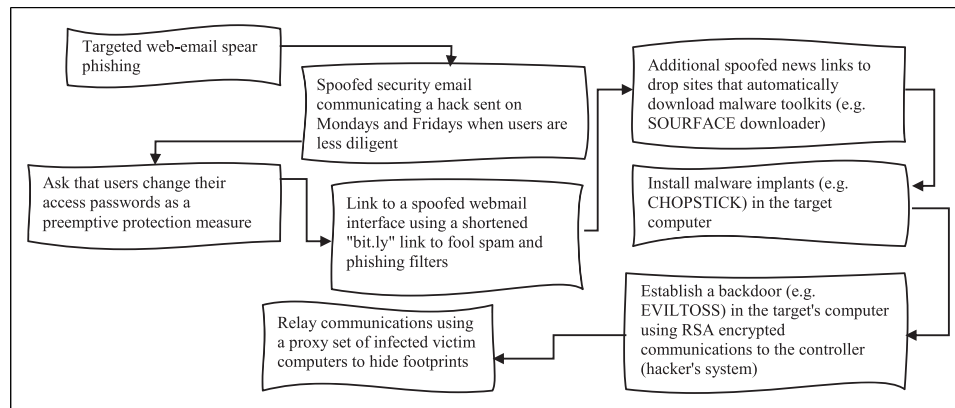 Targeted web-email spear
phishing
Spoofed security email
communicating a hack sent on
Mondays and Fridays when users are
less diligent
Ask that users change their
access passwords as a
preemptive protection measure
Link to a spoofed webmail
interface using a shortened
"bit.ly" link to fool spam and
phishing filters
Additional spoofed news links to
drop sites that automatically
download malware toolkits (e.g.
SOURFACE downloader)
Install malware implants (e.g.
CHOPSTICK) in the target
computer
Establish a backdoor (e.g.
EVILTOSS) in the target's computer
using RSA encrypted
communications to the controller
(hacker's system)
Relay communications using
a proxy set of infected victim
computers to hide footprints